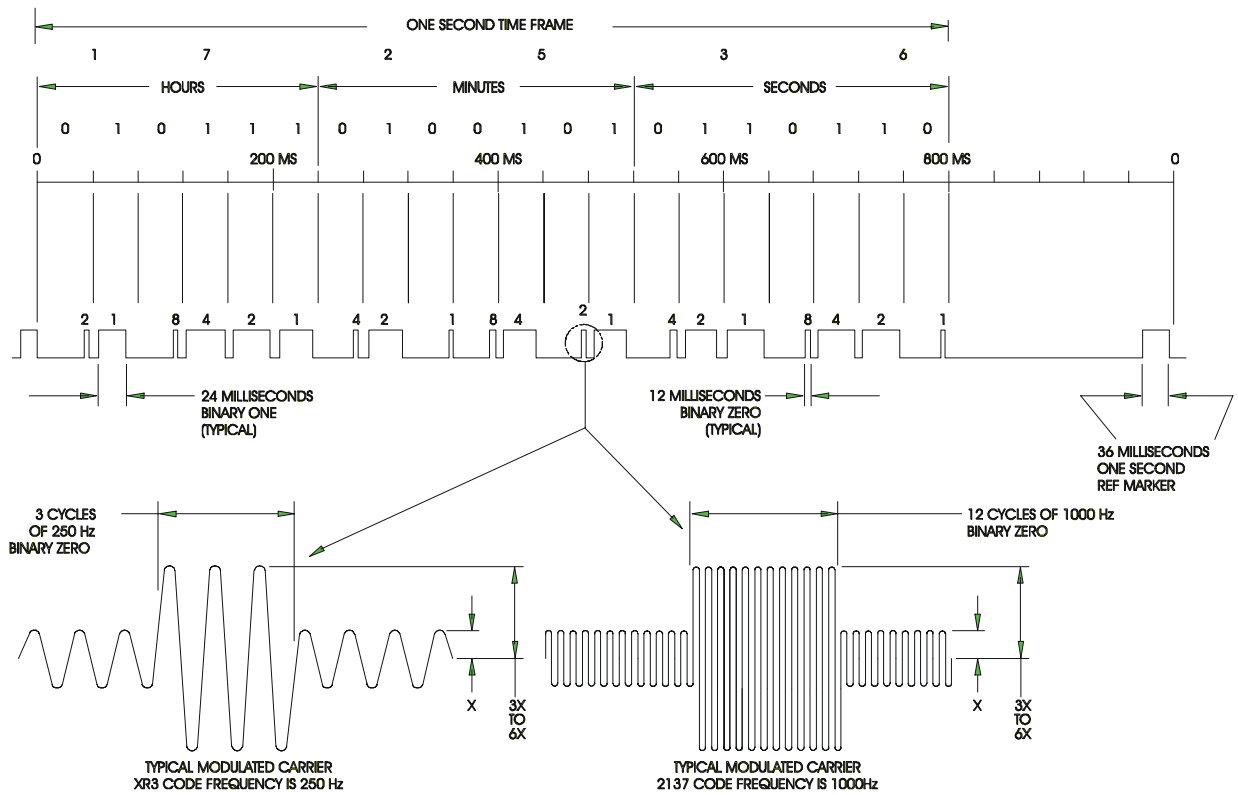 ONE SECOND TIME FRAME
1 7 2 5 3 6
HOURS MINUTES SECONDS
0 1 0 1 1 1 0 1 0 0 1 0 1 0 1 1 0 1 1 0
0 200 MS 400 MS 600 MS 800 MS 0
2 1 8 4 2 1 4 2 1 8 4 2 1 4 2 1 8 4 2 1
24 MILLISECONDS
BINARY ONE
(TYPICAL)
12 MILLISECONDS
BINARY ZERO
(TYPICAL)
36 MILLISECONDS
ONE SECOND
REF MARKER
3 CYCLES
OF 250 Hz
BINARY ZERO
12 CYCLES OF 1000 Hz
BINARY ZERO
X
3X
TO
6X
X
3X
TO
6X
TYPICAL MODULATED CARRIER
XR3 CODE FREQUENCY IS 250 Hz
TYPICAL MODULATED CARRIER
2137 CODE FREQUENCY IS 1000Hz